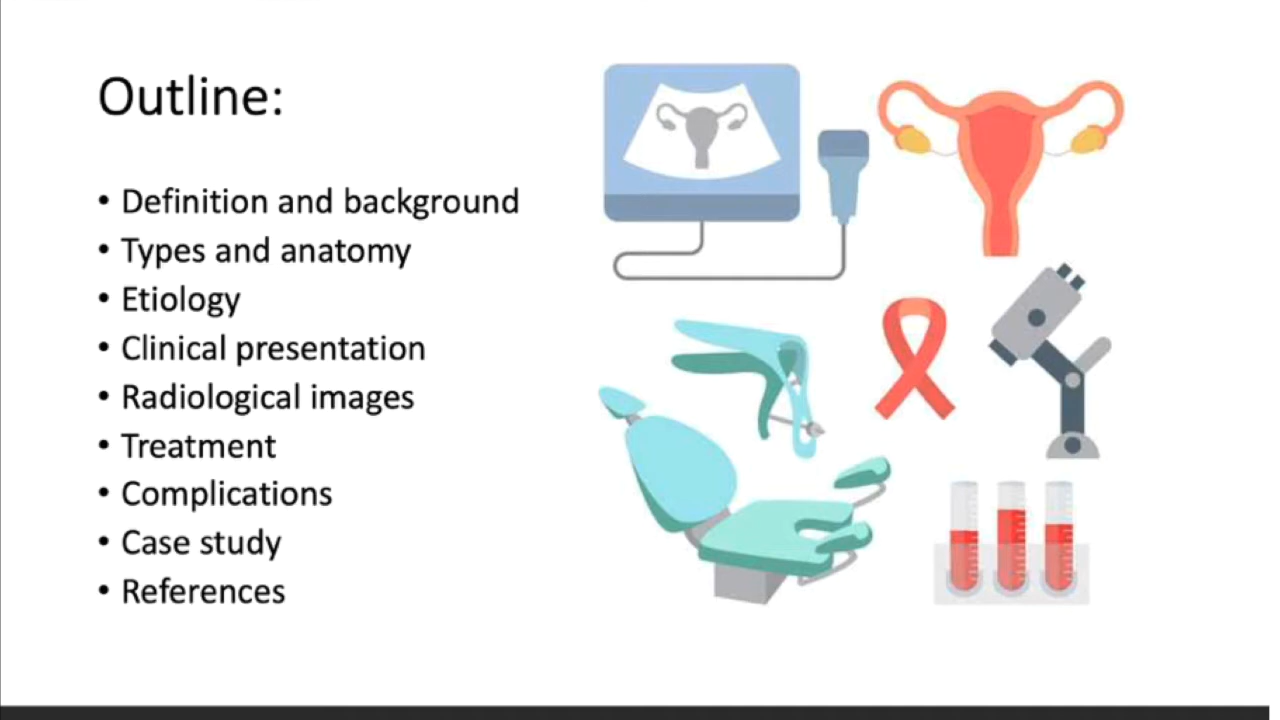 Outline:
• Definition and background
• Types and anatomy
• Etiology
• Clinical presentation
• Radiological images
• Treatment
• Complications
• Case study
• References